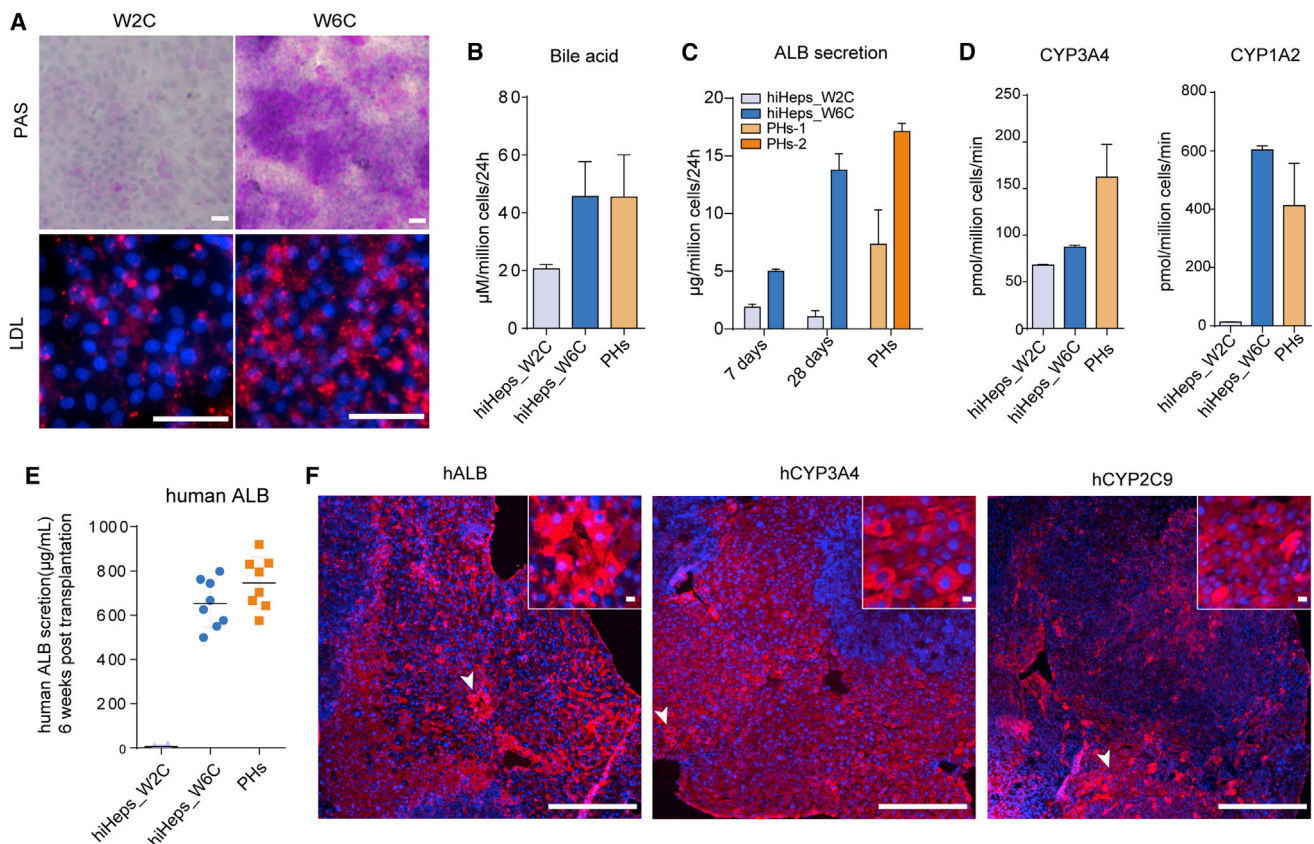 A
W2C
W6C
PAS
LDL
B
Bile acid
µM/million cells/24h
80
60
40
20
0
hiHeps_W2C
hiHeps_W6C
PHs
C
ALB secretion
µg/million cells/24h
20
15
10
5
0
hiHeps_W2C
hiHeps_W6C
PHs-1
PHs-2
7 days
28 days
PHs
D
CYP3A4
pmol/million cells/min
250
200
150
100
50
0
hiHeps_W2C
hiHeps_W6C
PHs
CYP1A2
pmol/million cells/min
800
600
400
200
0
hiHeps_W2C
hiHeps_W6C
PHs
E
human ALB
human ALB scretion(µg/mL)
6 weeks post transplantation
1000
800
600
400
200
0
hiHeps_W2C
hiHeps_W6C
PHs
F
hALB
hCYP3A4
hCYP2C9